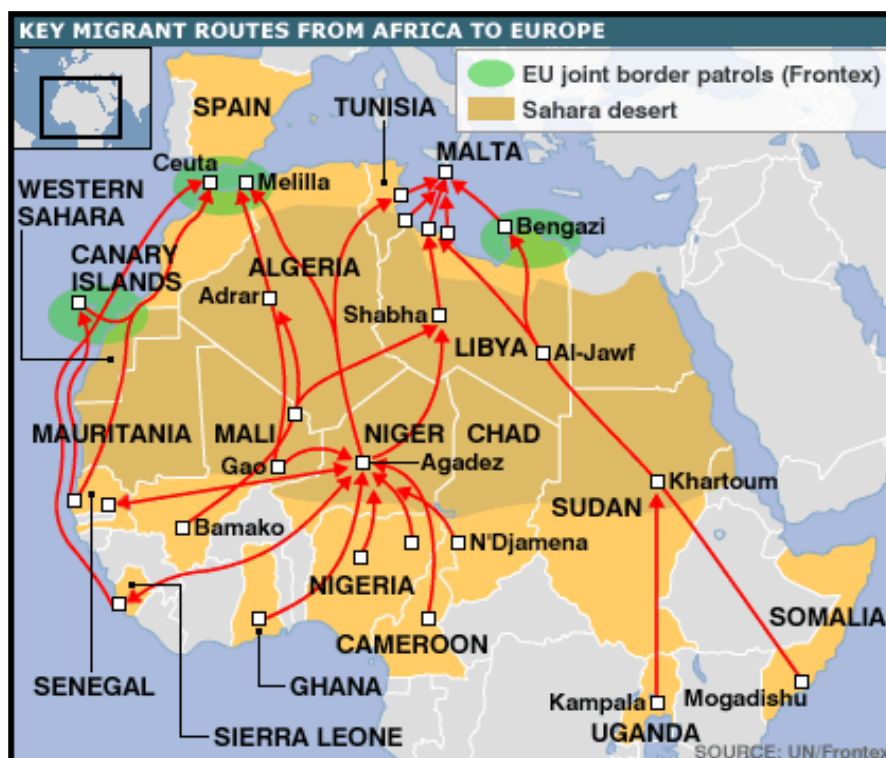 KEY MIGRANT ROUTES FROM AFRICA TO EUROPE
EU joint border patrols (Frontex)
Sahara desert
SPAIN
TUNISIA
MALTA
Ceuta
Melilla
WESTERN
SAHARA
Bengazi
CANARY
ISLANDS
ALGERIA
Adrar
Shabha
LIBYA
Al-Jawf
MAURITANIA
MALI
NIGER
CHAD
Gao
Agadez
Khartoum
SUDAN
Bamako
N'Djamena
NIGERIA
SOMALIA
CAMEROON
SENEGAL
GHANA
Kampala
Mogadishu
UGANDA
SIERRA LEONE
SOURCE: UN/Frontex